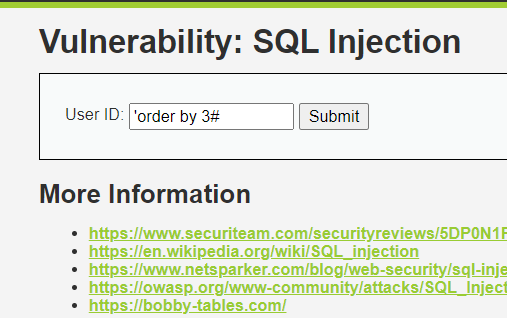 Vulnerability: SQL Injection
User ID: 'order by 3# Submit
More Information
https://www.securiteam.com/securityreviews/5DP0N1P
https://en.wikipedia.org/wiki/SQL_injection
https://www.netsparker.com/blog/web-security/sql-inje
https://owasp.org/www-community/attacks/SQL_Inject
https://bobby-tables.com/